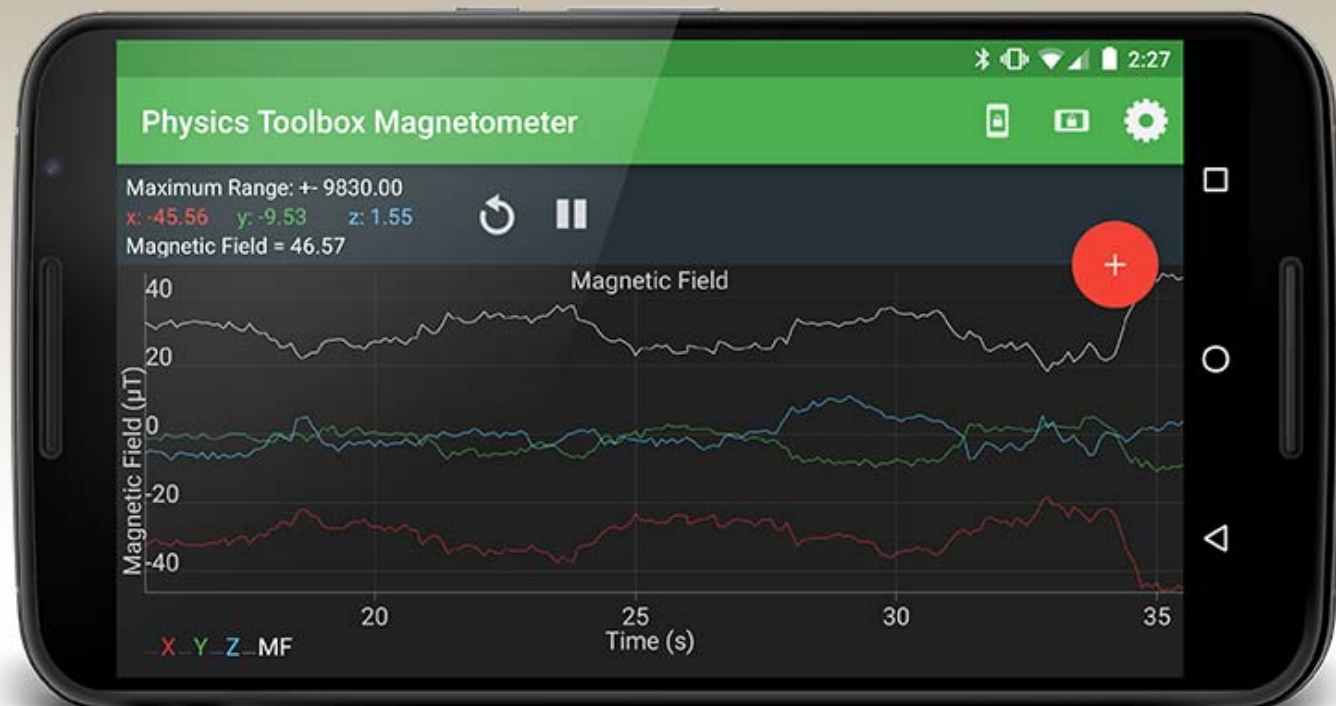 2:27
Physics Toolbox Magnetometer
Maximum Range: +- 9830.00
x: -45.56 y: -9.53 z: 1.55
Magnetic Field = 46.57
+
Magnetic Field
40
20
0
-20
-40
Magnetic Field (µT)
20 25 30 35
Time (s)
X Y Z MF